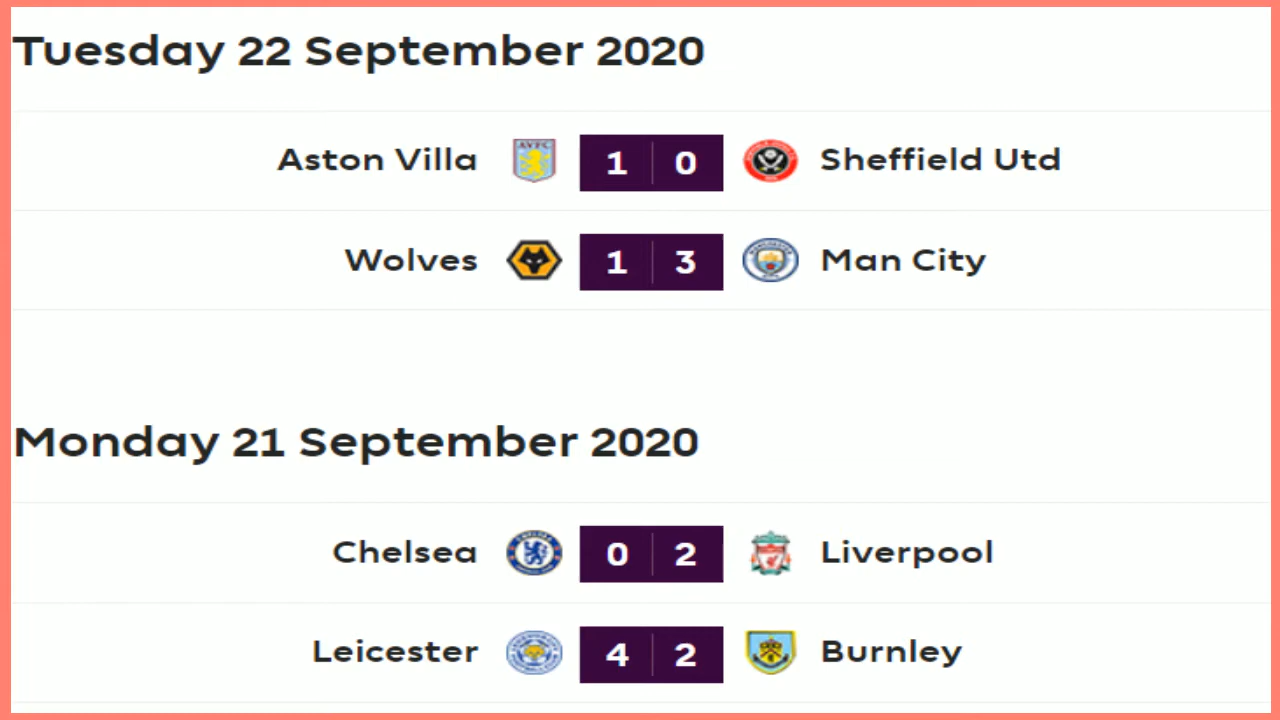 Tuesday 22 September 2020
Aston Villa AVFC 1 0 Sheffield Utd
Wolves 1 3 Man City
Monday 21 September 2020
Chelsea 0 2 Liverpool
Leicester 4 2 Burnley